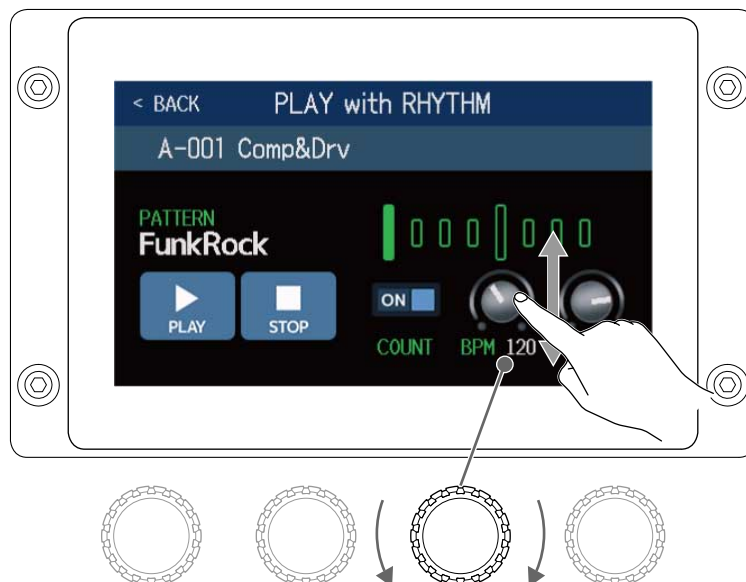 < BACK PLAY with RHYTHM
A-001 Comp&Drv
PATTERN
FunkRock
PLAY STOP
ON
COUNT BPM 120